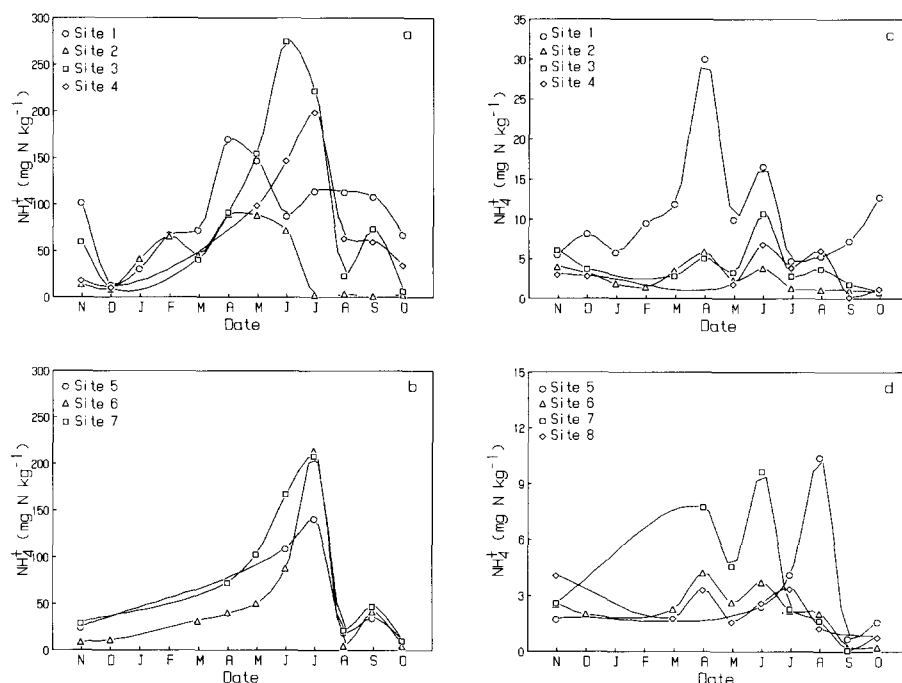 300
250
200
150
100
50
0
NH₄⁺ (mg N kg⁻¹)
Site 1
Site 2
Site 3
Site 4
a
N D J F M A M J J A S O
Date
35
30
25
20
15
10
5
0
NH₄⁺ (mg N kg⁻¹)
Site 1
Site 2
Site 3
Site 4
c
N D J F M A M J J A S O
Date
300
250
200
150
100
50
0
NH₄⁺ (mg N kg⁻¹)
Site 5
Site 6
Site 7
b
N D J F M A M J J A S O
Date
15
12
9
6
3
0
NH₄⁺ (mg N kg⁻¹)
Site 5
Site 6
Site 7
Site 8
d
N D J F M A M J J A S O
Date